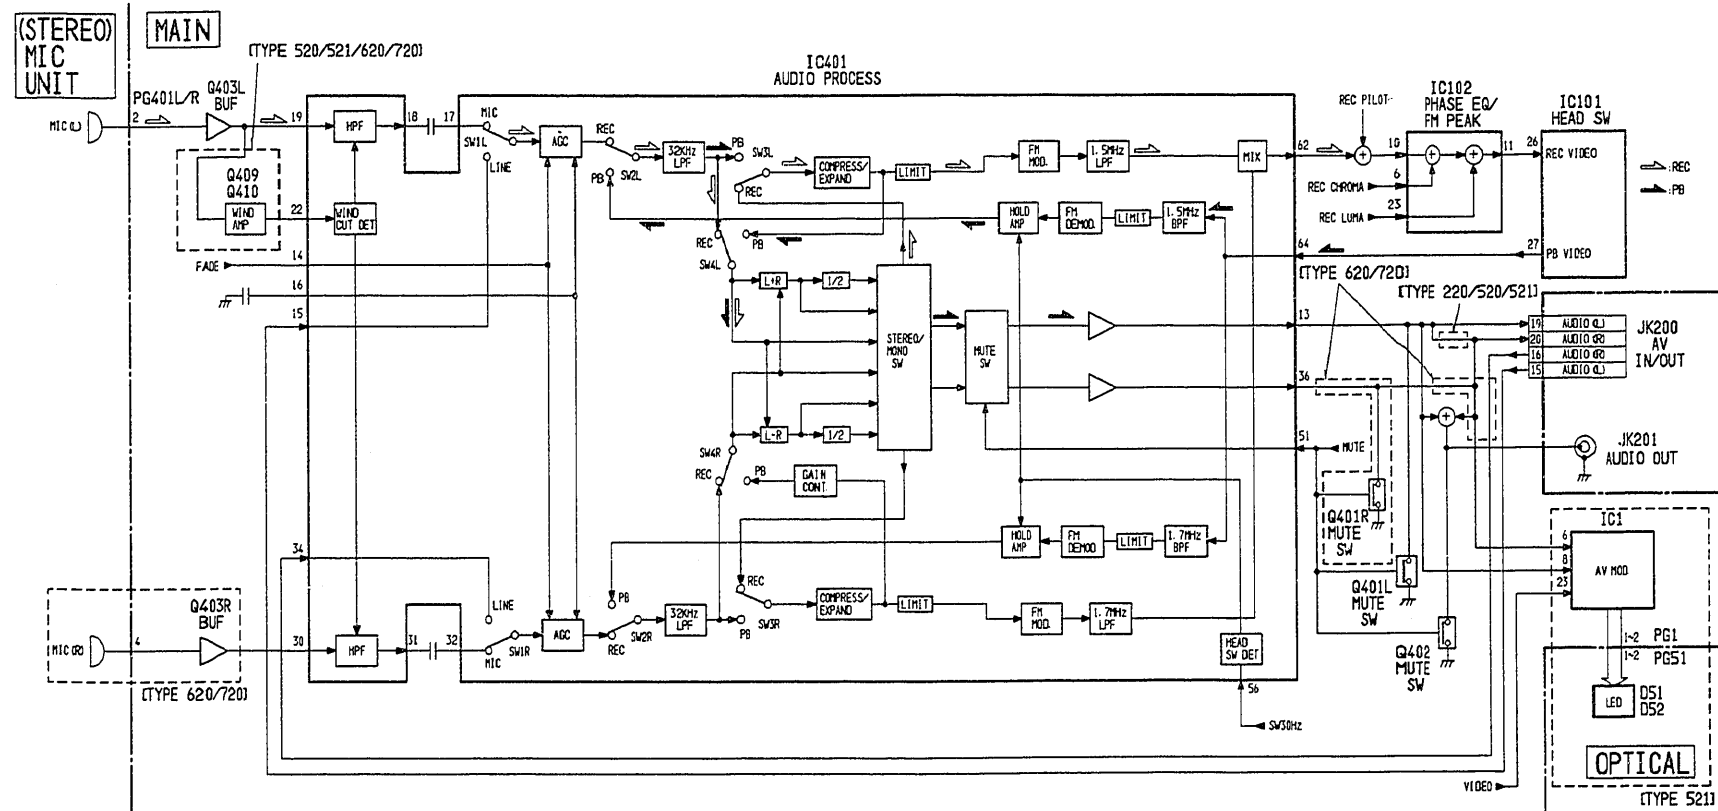 (STEREO)
MIC
UNIT
MAIN
[TYPE 520/521/620/720]
IC401
AUDIO PROCESS
PG401L/R
Q403L
BUF
MIC(L)
2
19
HPF
18
17
MIC
SW1L
LINE
AGC
REC
SW2L
PB
32KHz
LPF
PB
SW3L
REC
COMPRESS/
EXPAND
LIMIT
FM
MOD.
1.5MHz
LPF
MIX
62
REC PILOT
10
IC102
PHASE EQ/
FM PEAK
11
26
IC101
HEAD SW
REC VIDEO
:REC
:PB
REC CHROMA
6
REC LUMA
23
27
PB VIDEO
64
Q409
Q410
WIND
AMP
22
WIND
CUT DET
FADE
14
16
15
HOLD
AMP
FM
DEMOD.
LIMIT
1.5MHz
BPF
REC
PB
SW4L
L+R
1/2
STEREO/
MONO
SW
MUTE
SW
13
36
51
MUTE
[TYPE 620/720]
[TYPE 220/520/521]
19 AUDIO (L)
20 AUDIO (R)
16 AUDIO (R)
15 AUDIO (L)
JK200
AV
IN/OUT
JK201
AUDIO OUT
L-R
1/2
SW4R
REC
PB
GAIN
CONT.
HOLD
AMP
FM
DEMOD
LIMIT
1.7MHz
BPF
Q401R
MUTE
SW
Q401L
MUTE
SW
Q402
MUTE
SW
IC1
6
8
23
AV MOD.
1~2 PG1
1~2 PG51
LED
D51
D52
OPTICAL
[TYPE 521]
VIDEO
34
LINE
MIC
SW1R
AGC
PB
SW2R
REC
32KHz
LPF
REC
SW3R
PB
COMPRESS/
EXPAND
LIMIT
FM
MOD.
1.7MHz
LPF
HEAD
SW DET
56
SW30Hz
Q403R
BUF
MIC(R)
4
30
HPF
31
32
[TYPE 620/720]